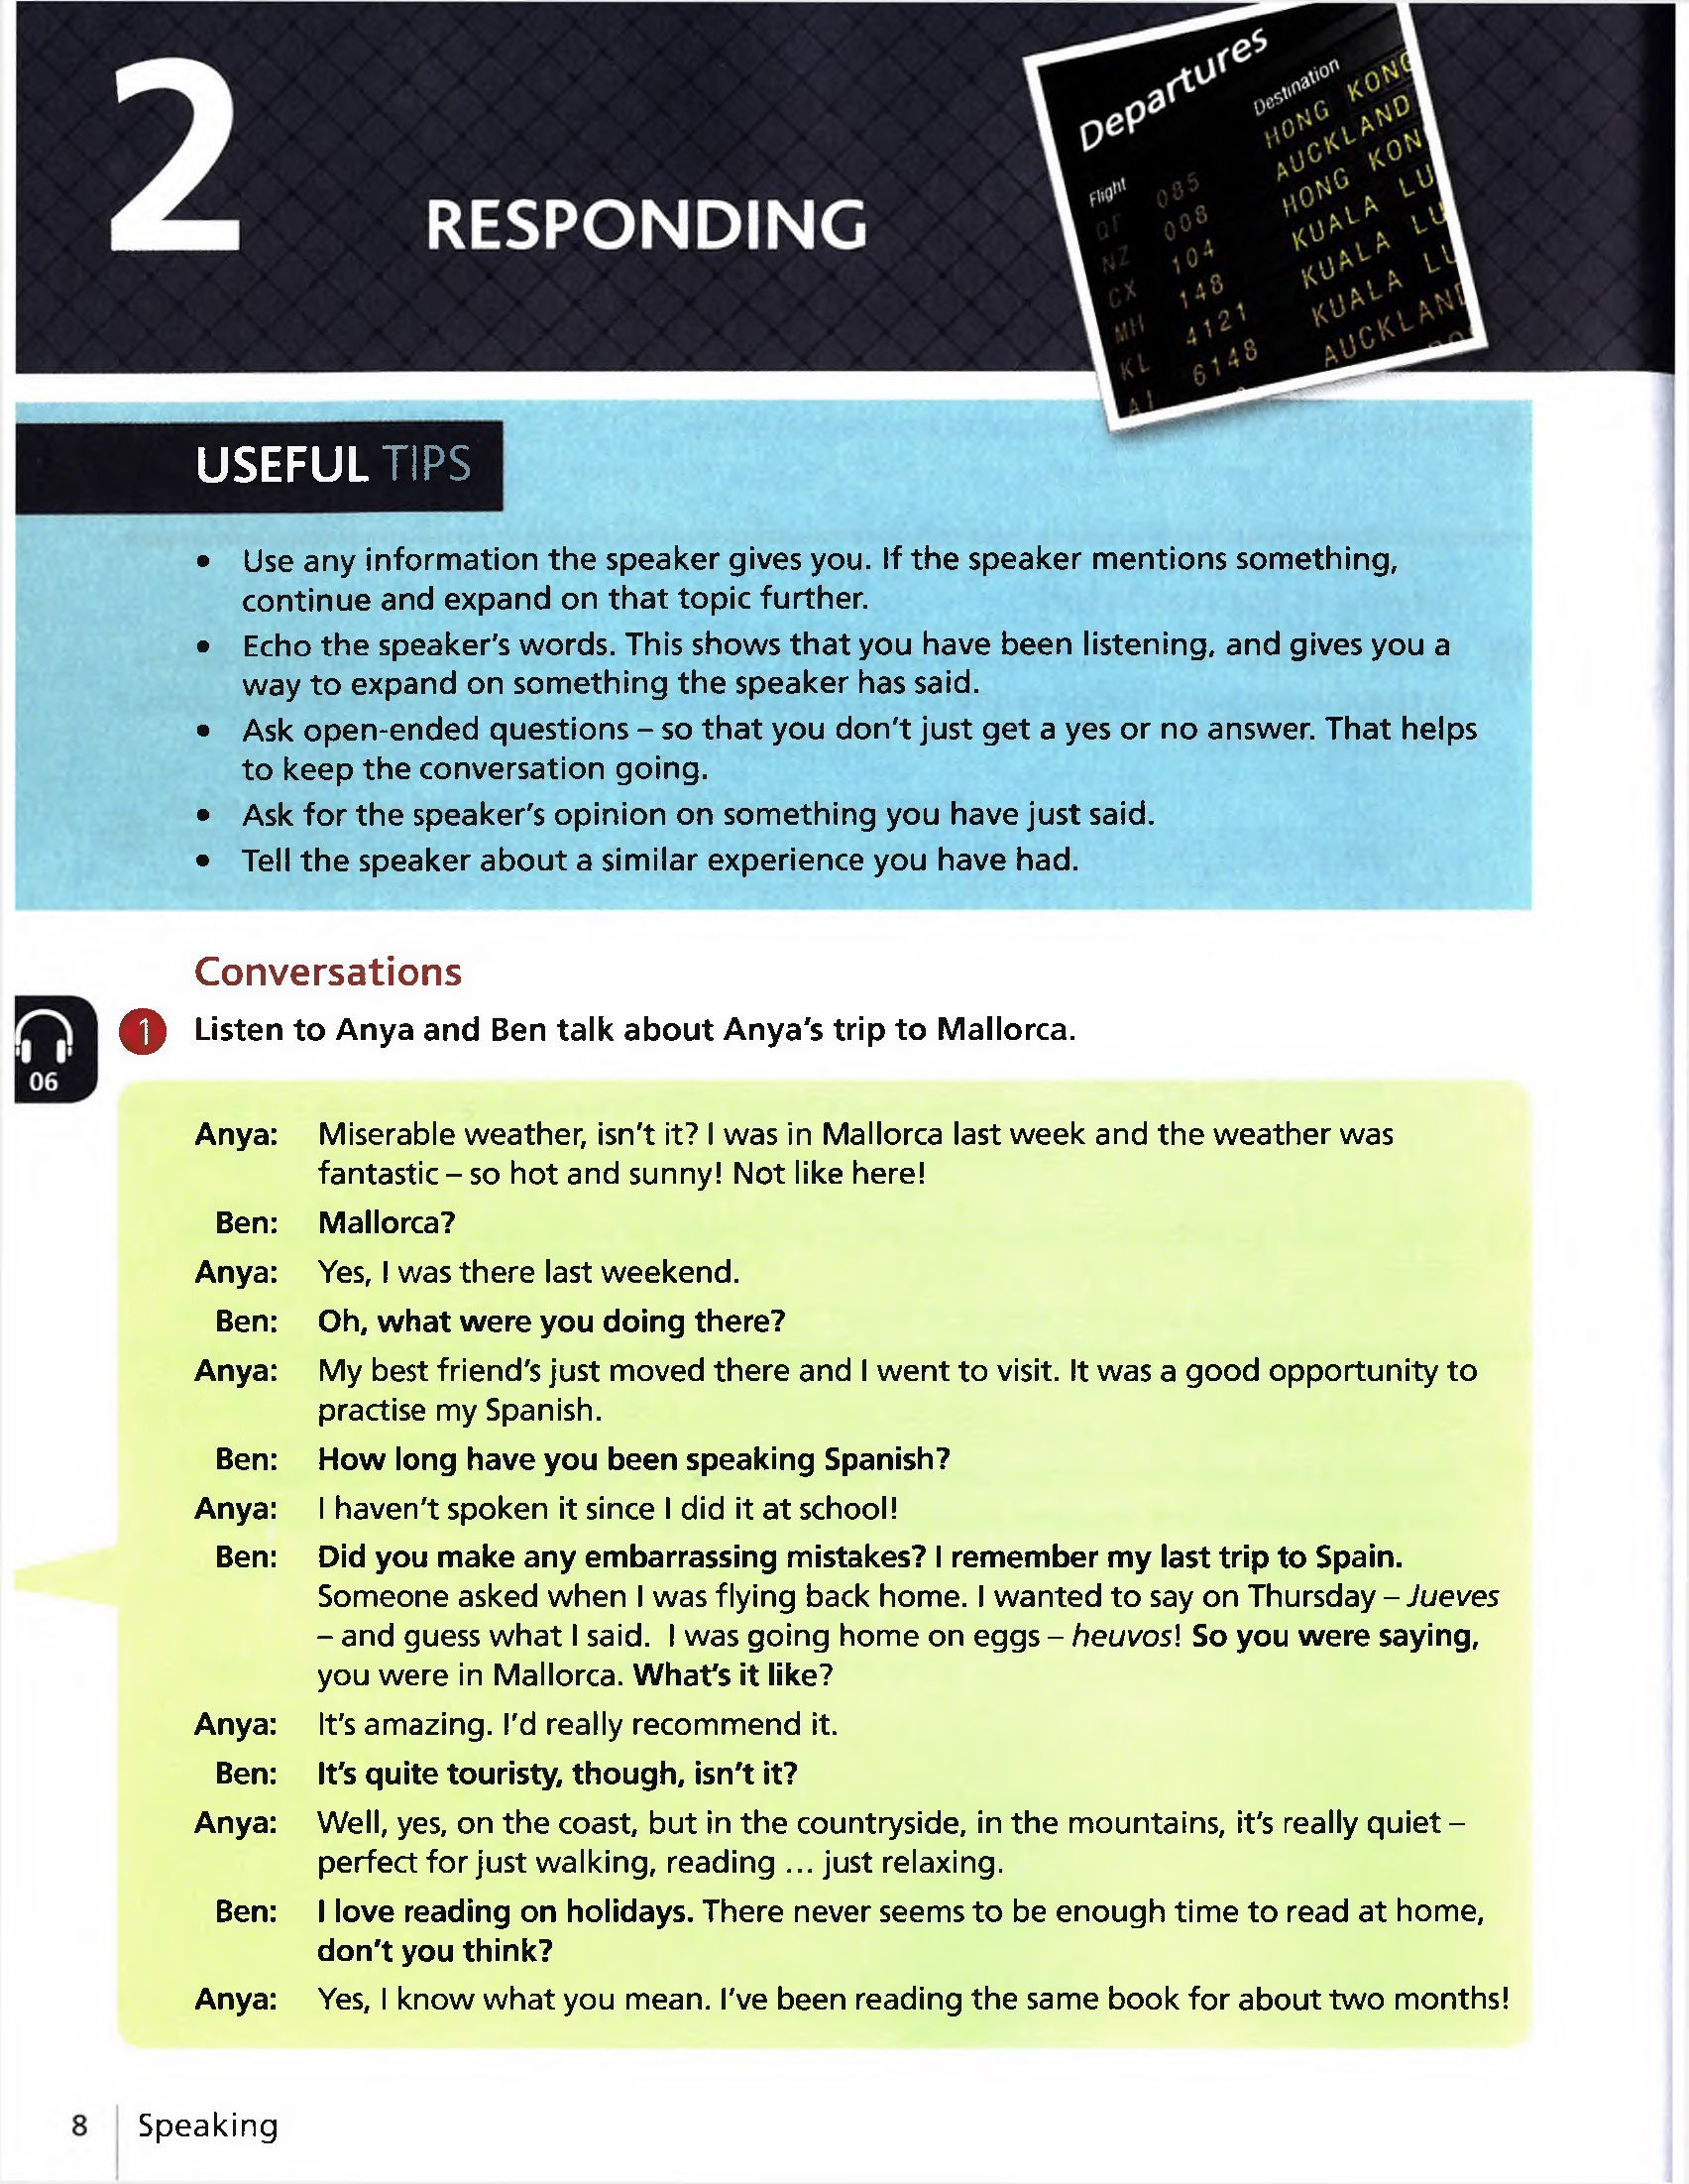 2
RESPONDING
Departures
Flight
Destination
085
HONG KONG
008
AUCKLAND
NZ 104
HONG KON
CX 148
KUALA LU
MH 4121
KUALA LU
KL 6148
KUALA LU
AI
AUCKLAND
USEFUL TIPS
• Use any information the speaker gives you. If the speaker mentions something,
continue and expand on that topic further.
• Echo the speaker's words. This shows that you have been listening, and gives you a
way to expand on something the speaker has said.
• Ask open-ended questions – so that you don't just get a yes or no answer. That helps
to keep the conversation going.
• Ask for the speaker's opinion on something you have just said.
• Tell the speaker about a similar experience you have had.
Conversations
06
1 Listen to Anya and Ben talk about Anya's trip to Mallorca.
Anya: Miserable weather, isn't it? I was in Mallorca last week and the weather was
fantastic – so hot and sunny! Not like here!
Ben: Mallorca?
Anya: Yes, I was there last weekend.
Ben: Oh, what were you doing there?
Anya: My best friend's just moved there and I went to visit. It was a good opportunity to
practise my Spanish.
Ben: How long have you been speaking Spanish?
Anya: I haven't spoken it since I did it at school!
Ben: Did you make any embarrassing mistakes? I remember my last trip to Spain.
Someone asked when I was flying back home. I wanted to say on Thursday – Jueves
– and guess what I said. I was going home on eggs – heuvos! So you were saying,
you were in Mallorca. What's it like?
Anya: It's amazing. I'd really recommend it.
Ben: It's quite touristy, though, isn't it?
Anya: Well, yes, on the coast, but in the countryside, in the mountains, it's really quiet –
perfect for just walking, reading ... just relaxing.
Ben: I love reading on holidays. There never seems to be enough time to read at home,
don't you think?
Anya: Yes, I know what you mean. I've been reading the same book for about two months!
8 Speaking